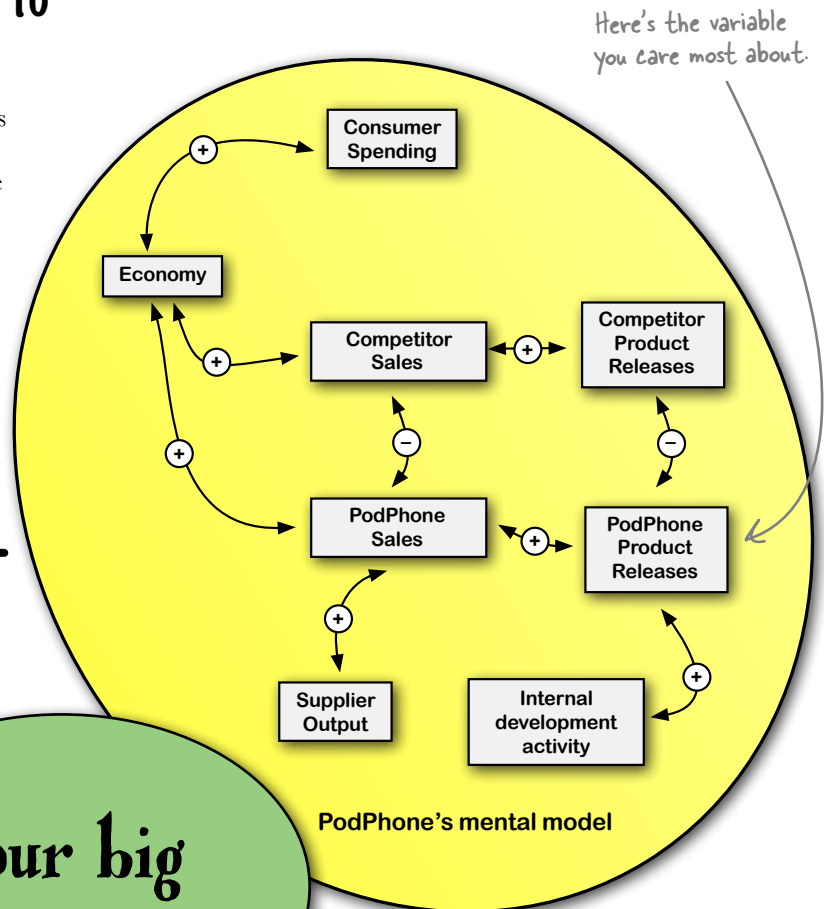 Here's the variable
you care most about.
s
e
Consumer
Spending
+
Economy
Competitor
Sales
+
+
Competitor
Product
Releases
+
−
−
PodPhone
Sales
+
PodPhone
Product
Releases
+
+
Supplier
Output
Internal
development
activity
PodPhone's mental model
our big